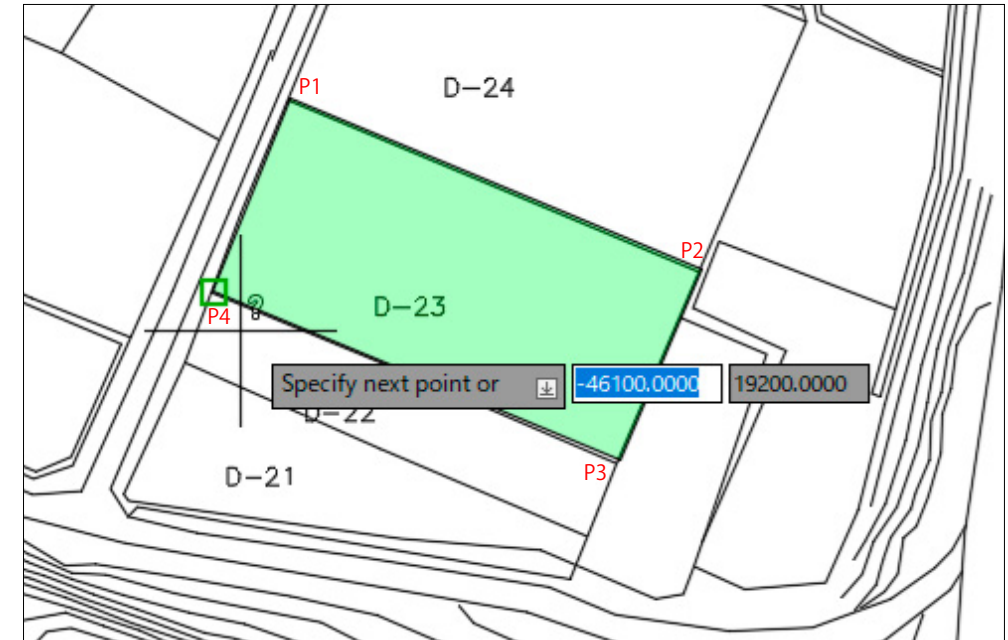 P1
D-24
P2
D-23
P4
Specify next point or
-46100.0000
19200.0000
D-22
P3
D-21